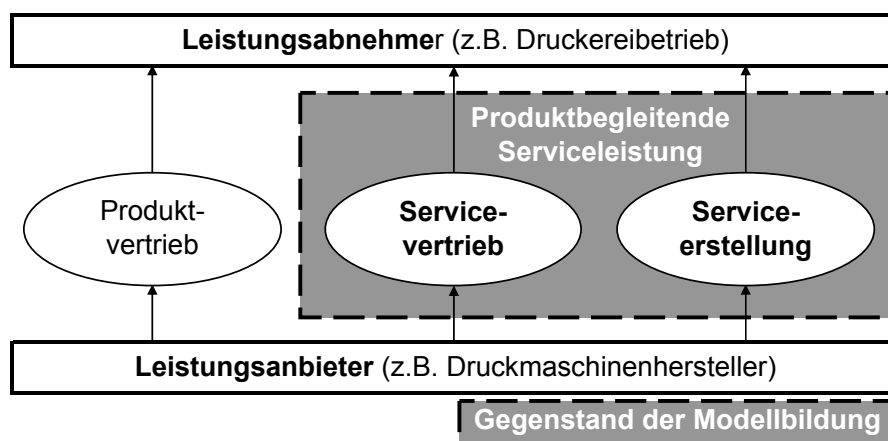 Leistungsabnehmer (z.B. Druckereibetrieb)
Produktbegleitende
Serviceleistung
Produkt-
vertrieb
Service-
vertrieb
Service-
erstellung
Leistungsanbieter (z.B. Druckmaschinenhersteller)
Gegenstand der Modellbildung